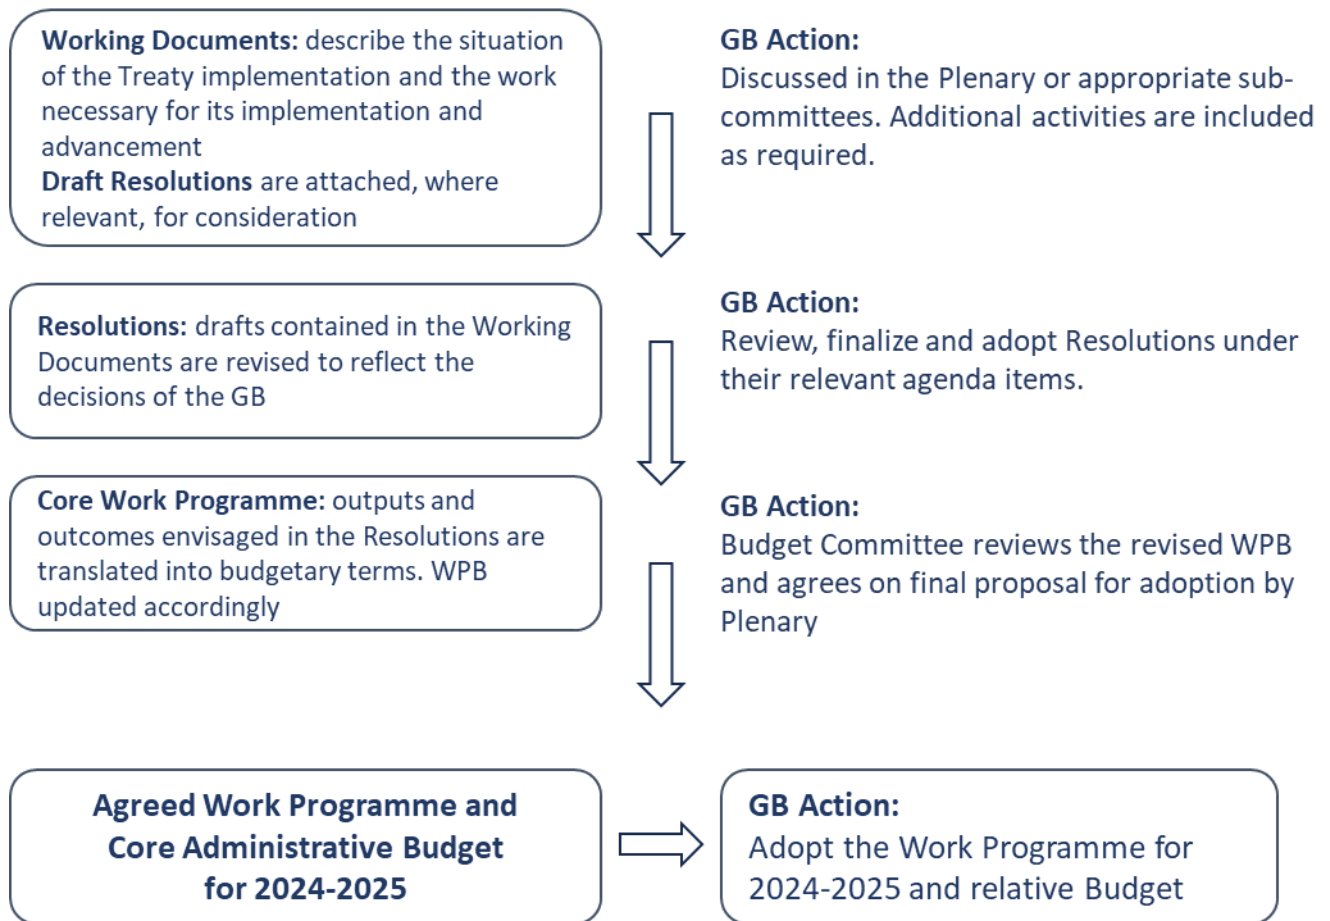 Working Documents: describe the situation
of the Treaty implementation and the work
necessary for its implementation and
advancement
Draft Resolutions are attached, where
relevant, for consideration
GB Action:
Discussed in the Plenary or appropriate sub-
committees. Additional activities are included
as required.
Resolutions: drafts contained in the Working
Documents are revised to reflect the
decisions of the GB
GB Action:
Review, finalize and adopt Resolutions under
their relevant agenda items.
Core Work Programme: outputs and
outcomes envisaged in the Resolutions are
translated into budgetary terms. WPB
updated accordingly
GB Action:
Budget Committee reviews the revised WPB
and agrees on final proposal for adoption by
Plenary
Agreed Work Programme and
Core Administrative Budget
for 2024-2025
GB Action:
Adopt the Work Programme for
2024-2025 and relative Budget